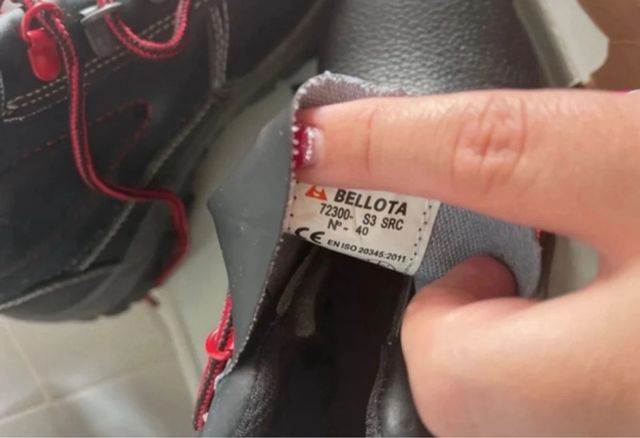 BELLOTA
72300- S3 SRC
Nº- 40
CE EN ISO 20345:2011